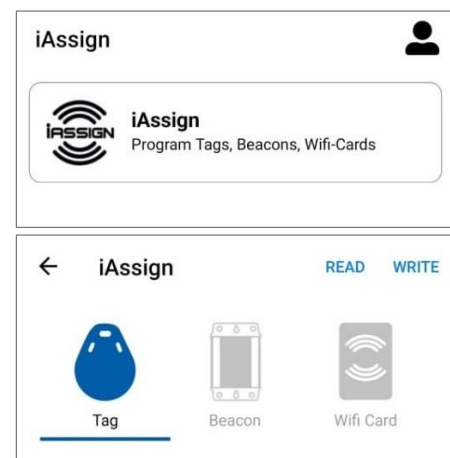 iAssign
iASSIGN
iAssign
Program Tags, Beacons, Wifi-Cards
iAssign READ WRITE
Tag Beacon Wifi Card